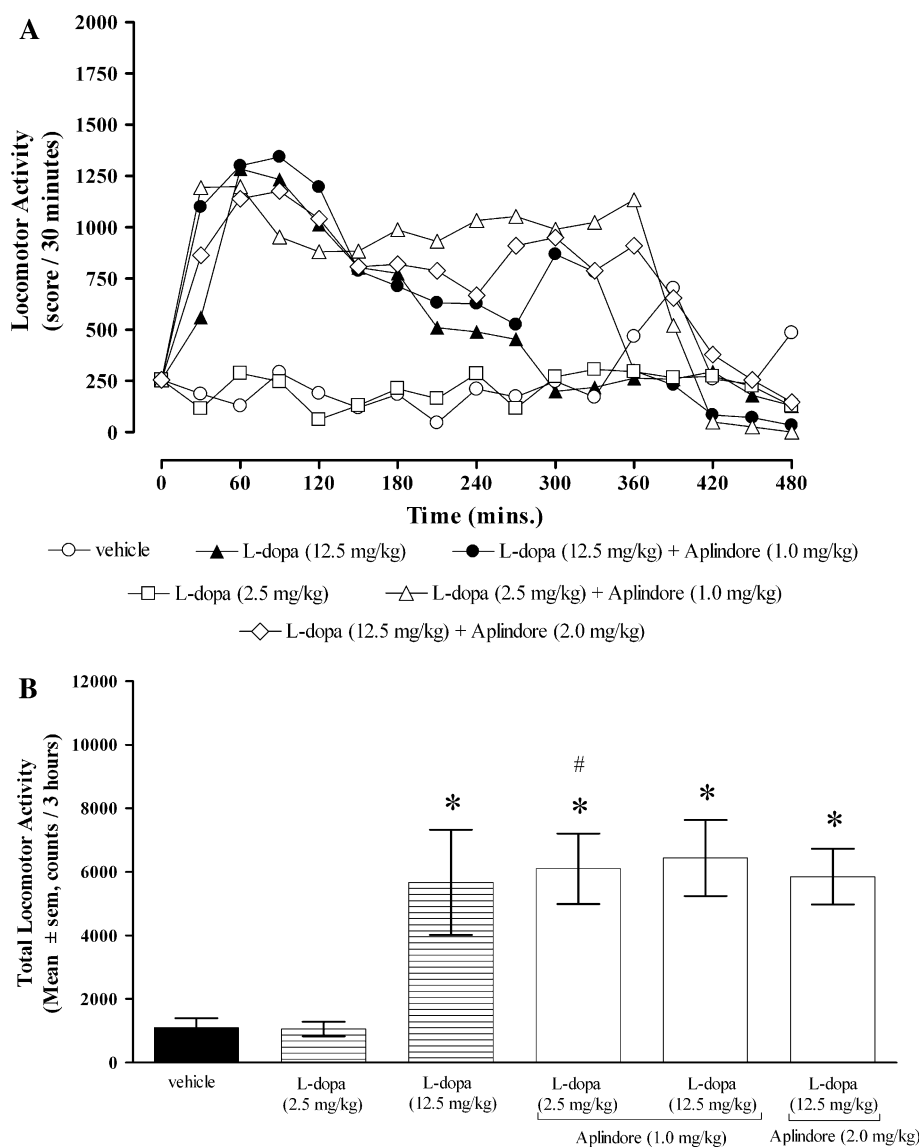 A
2000
1750
1500
1250
1000
750
500
250
0
Locomotor Activity
(score / 30 minutes)
0 60 120 180 240 300 360 420 480
Time (mins.)
vehicle L-dopa (12.5 mg/kg) L-dopa (12.5 mg/kg) + Aplindore (1.0 mg/kg)
L-dopa (2.5 mg/kg) L-dopa (2.5 mg/kg) + Aplindore (1.0 mg/kg)
L-dopa (12.5 mg/kg) + Aplindore (2.0 mg/kg)
B
12000
10000
8000
6000
4000
2000
0
Total Locomotor Activity
(Mean ± sem, counts / 3 hours)
* # * * *
vehicle L-dopa L-dopa L-dopa L-dopa L-dopa
(2.5 mg/kg) (12.5 mg/kg) (2.5 mg/kg) (12.5 mg/kg) (12.5 mg/kg)
Aplindore (1.0 mg/kg) Aplindore (2.0 mg/kg)